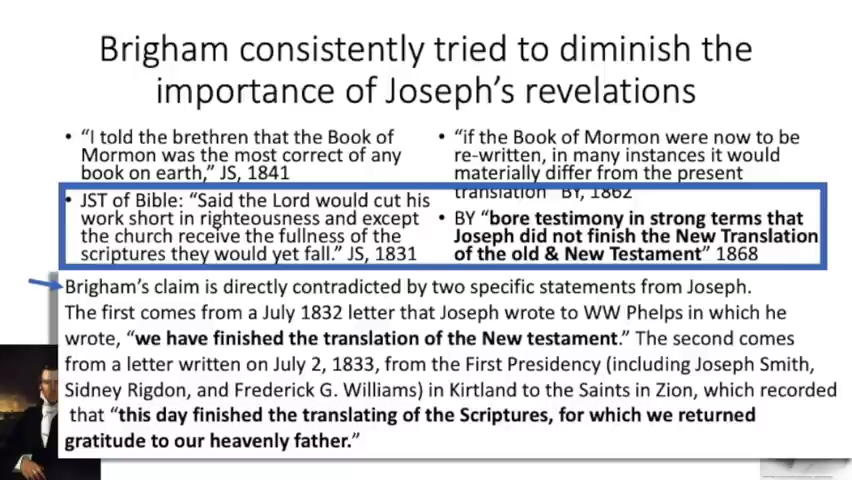 Brigham consistently tried to diminish the
importance of Joseph’s revelations
• “I told the brethren that the Book of
Mormon was the most correct of any
book on earth,” JS, 1841
• JST of Bible: “Said the Lord would cut his
work short in righteousness and except
the church receive the fullness of the
scriptures they would yet fall.” JS, 1831
• “if the Book of Mormon were now to be
re-written, in many instances it would
materially differ from the present
translation” BY, 1862
• BY “bore testimony in strong terms that
Joseph did not finish the New Translation
of the old & New Testament” 1868
Brigham’s claim is directly contradicted by two specific statements from Joseph.
The first comes from a July 1832 letter that Joseph wrote to WW Phelps in which he
wrote, “we have finished the translation of the New testament.” The second comes
from a letter written on July 2, 1833, from the First Presidency (including Joseph Smith,
Sidney Rigdon, and Frederick G. Williams) in Kirtland to the Saints in Zion, which recorded
that “this day finished the translating of the Scriptures, for which we returned
gratitude to our heavenly father.”